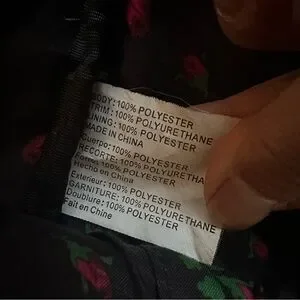 BODY: 100% POLYESTER
TRIM: 100% POLYURETHANE
LINING: 100% POLYESTER
MADE IN CHINA
Cuerpo: 100% POLYESTER
RECORTE: 100% POLYURETHANE
Forro: 100% POLYESTER
Hecho en China
Exterieur: 100% POLYESTER
GARNITURE: 100% POLYURETHANE
Doublure: 100% POLYESTER
Fait en Chine